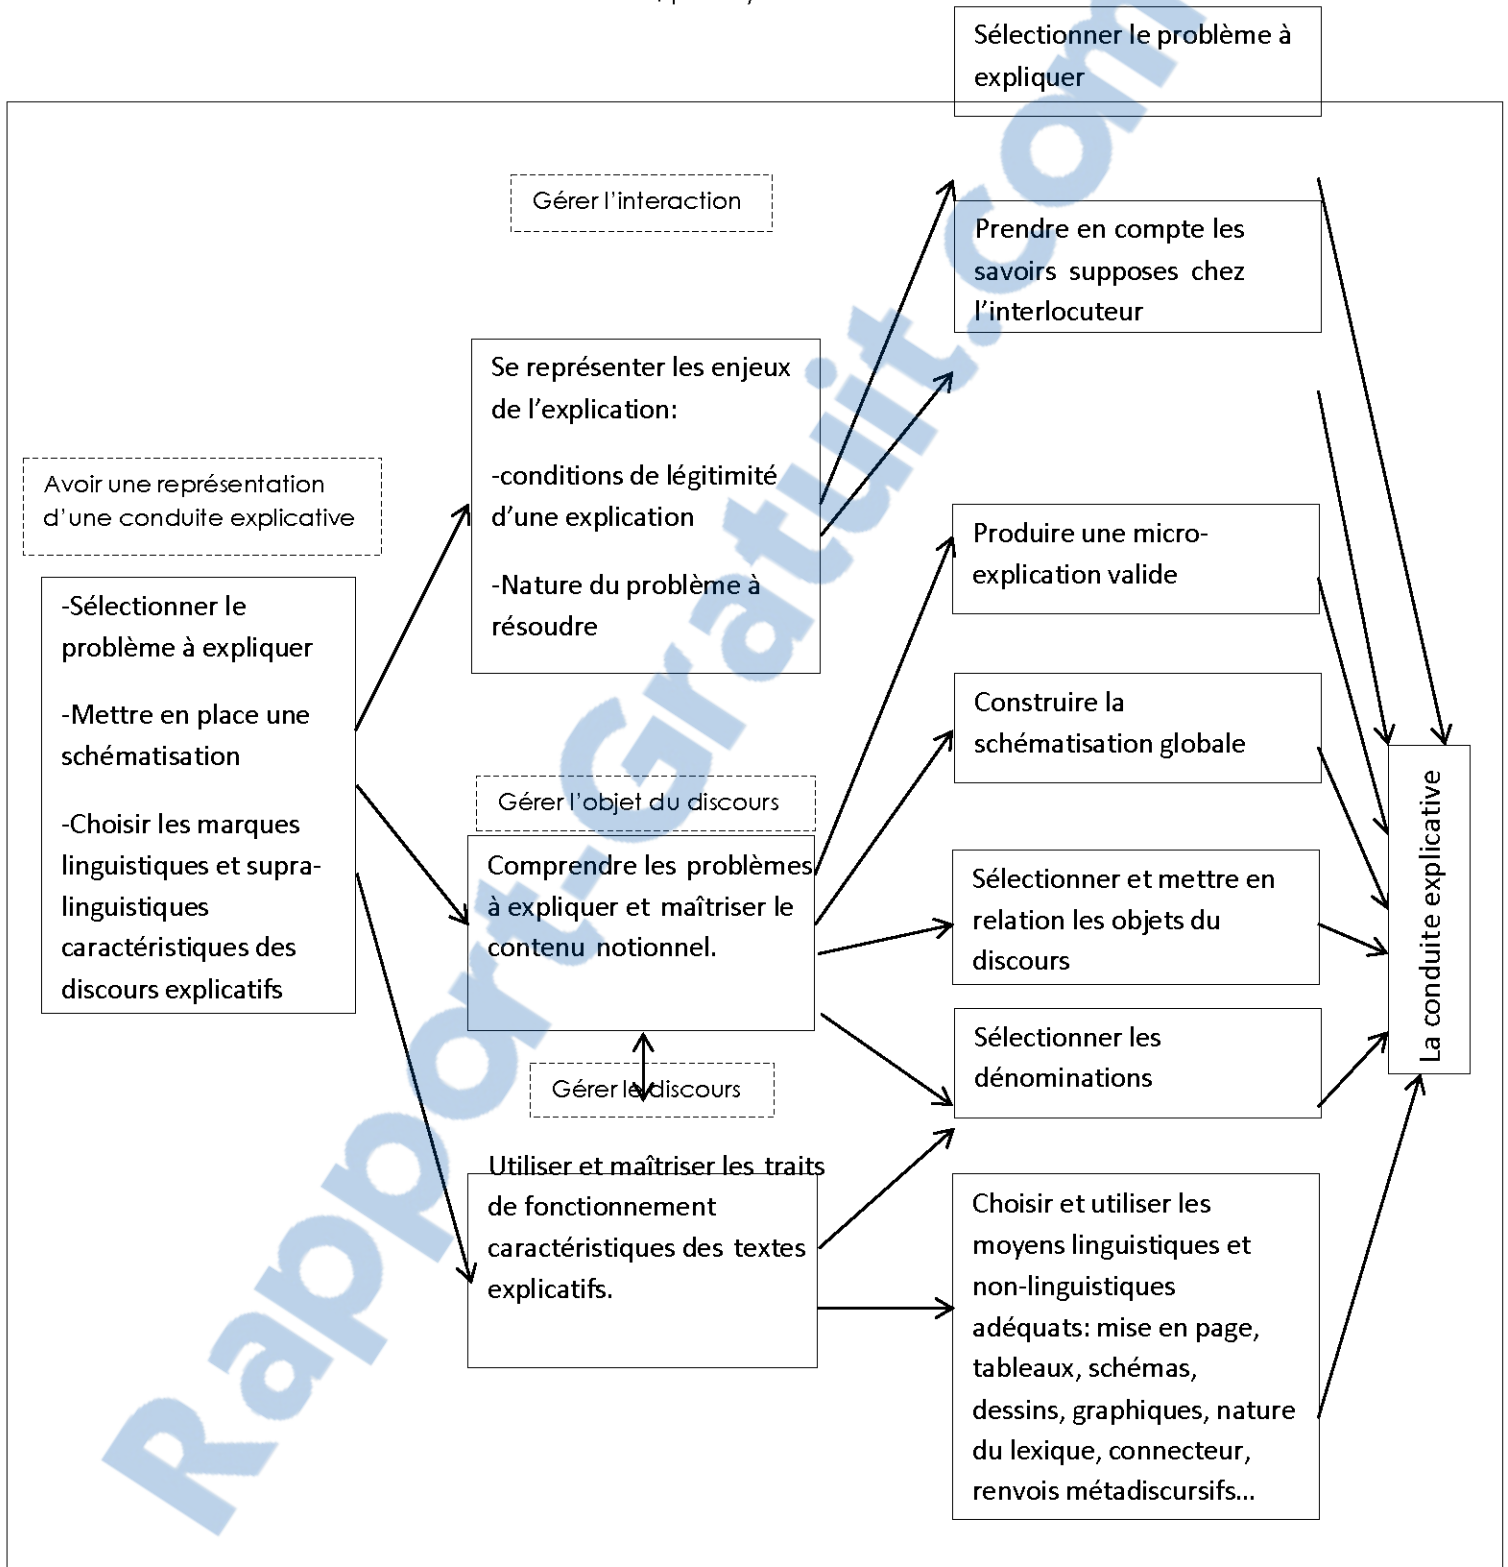 Sélectionner le problème à
expliquer
Gérer l'interaction
Prendre en compte les
savoirs supposes chez
l'interlocuteur
Se représenter les enjeux
de l'explication:
-conditions de légitimité
d'une explication
-Nature du problème à
résoudre
Avoir une représentation
d'une conduite explicative
-Sélectionner le
problème à expliquer
-Mettre en place une
schématisation
-Choisir les marques
linguistiques et supra-
linguistiques
caractéristiques des
discours explicatifs
Produire une micro-
explication valide
Construire la
schématisation globale
Gérer l'objet du discours
Comprendre les problèmes
à expliquer et maîtriser le
contenu notionnel.
Sélectionner et mettre en
relation les objets du
discours
Sélectionner les
dénominations
Gérer le discours
Utiliser et maîtriser les traits
de fonctionnement
caractéristiques des textes
explicatifs.
Choisir et utiliser les
moyens linguistiques et
non-linguistiques
adéquats: mise en page,
tableaux, schémas,
dessins, graphiques, nature
du lexique, connecteur,
renvois métadiscursifs...
La conduite explicative
Rapport-Gratuit.com